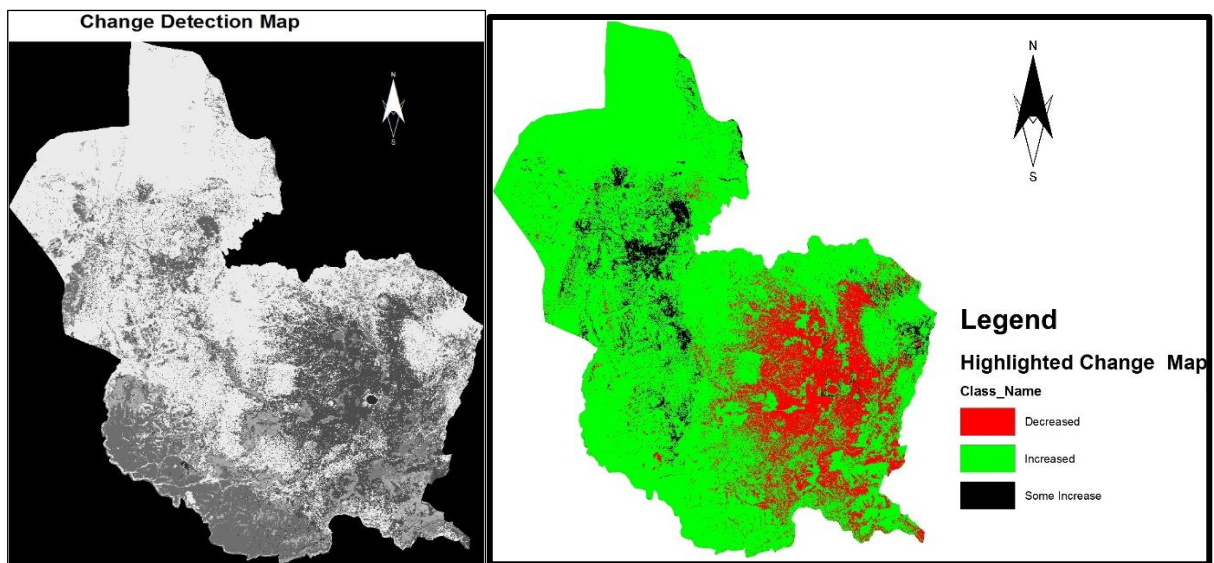 Change Detection Map
N
S
N
S
Legend
Highlighted Change Map
Class_Name
Decreased
Increased
Some Increase